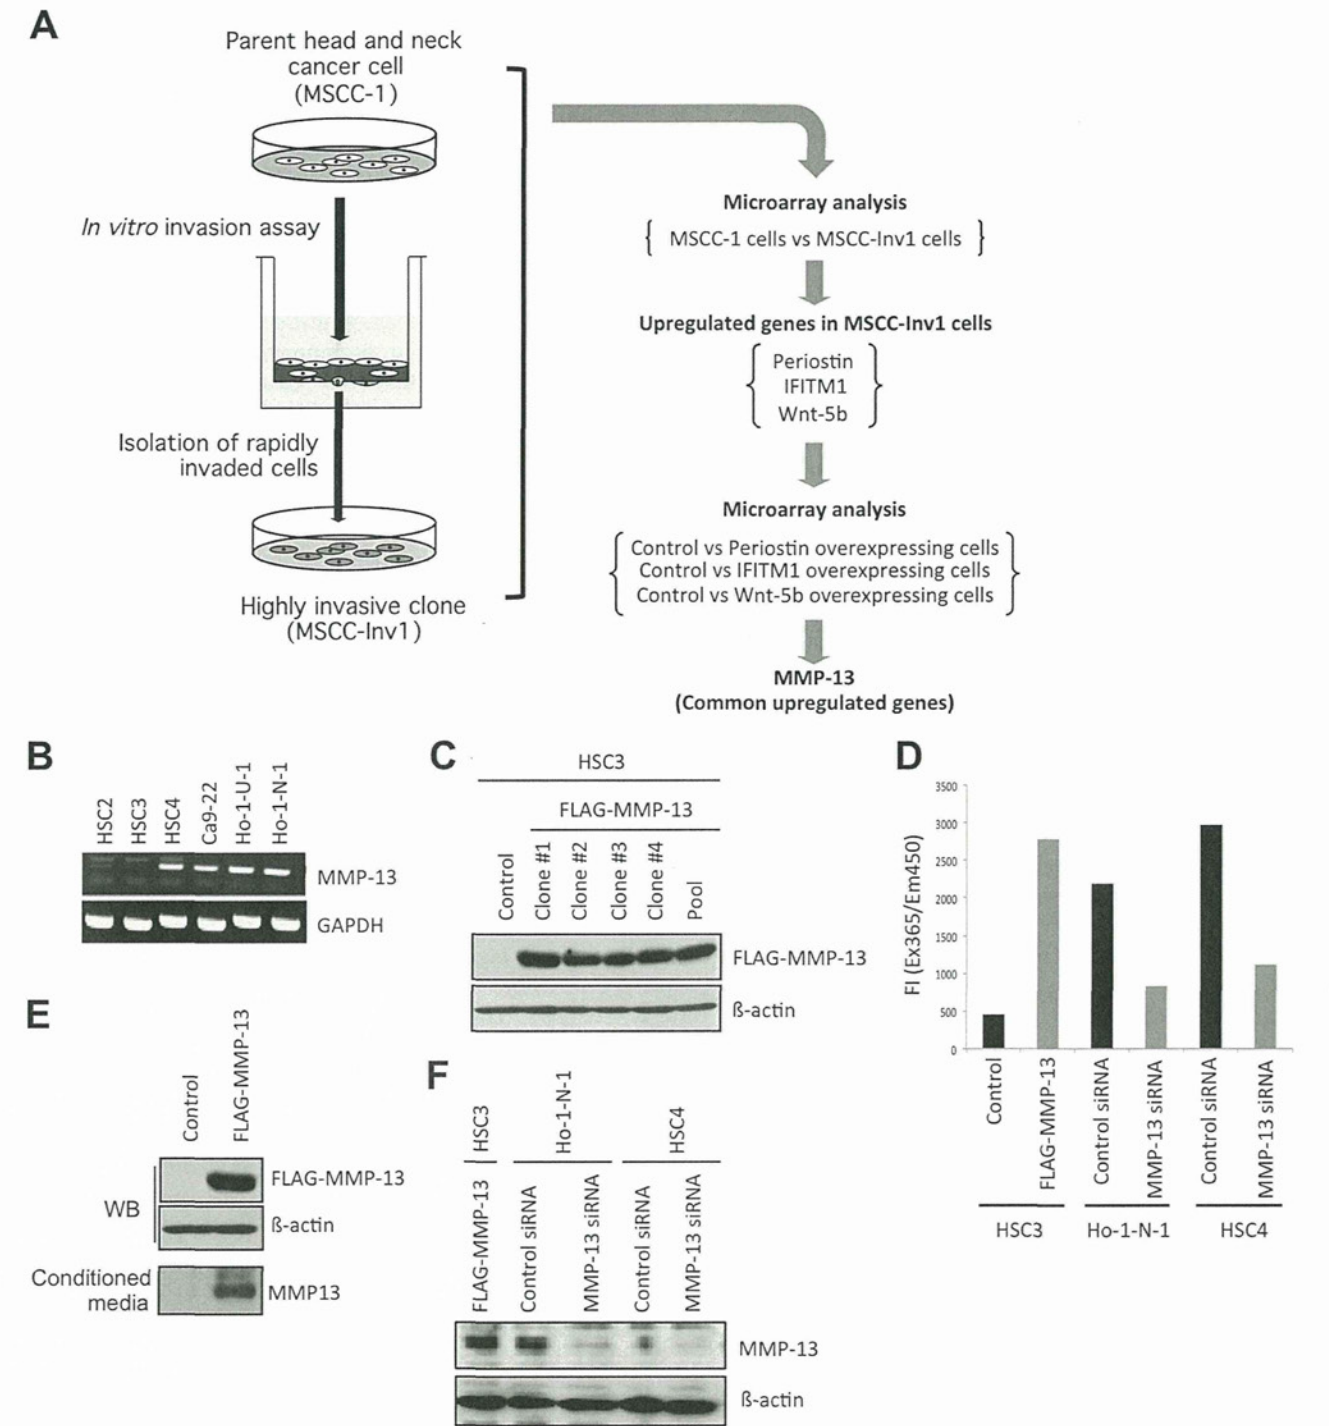 A
Parent head and neck
cancer cell
(MSCC-1)
In vitro invasion assay
Isolation of rapidly
invaded cells
Highly invasive clone
(MSCC-Inv1)
Microarray analysis
MSCC-1 cells vs MSCC-Inv1 cells
Upregulated genes in MSCC-Inv1 cells
Periostin
IFITM1
Wnt-5b
Microarray analysis
Control vs Periostin overexpressing cells
Control vs IFITM1 overexpressing cells
Control vs Wnt-5b overexpressing cells
MMP-13
(Common upregulated genes)
B
HSC2
HSC3
HSC4
Ca9-22
Ho-1-U-1
Ho-1-N-1
MMP-13
GAPDH
C
HSC3
FLAG-MMP-13
Control
Clone #1
Clone #2
Clone #3
Clone #4
Pool
FLAG-MMP-13
ß-actin
D
FI (Ex365/Em450)
3500
3000
2500
2000
1500
1000
500
0
Control
FLAG-MMP-13
Control siRNA
MMP-13 siRNA
Control siRNA
MMP-13 siRNA
HSC3
Ho-1-N-1
HSC4
E
Control
FLAG-MMP-13
WB
FLAG-MMP-13
ß-actin
Conditioned
media
MMP13
F
HSC3
Ho-1-N-1
HSC4
FLAG-MMP-13
Control siRNA
MMP-13 siRNA
Control siRNA
MMP-13 siRNA
MMP-13
ß-actin